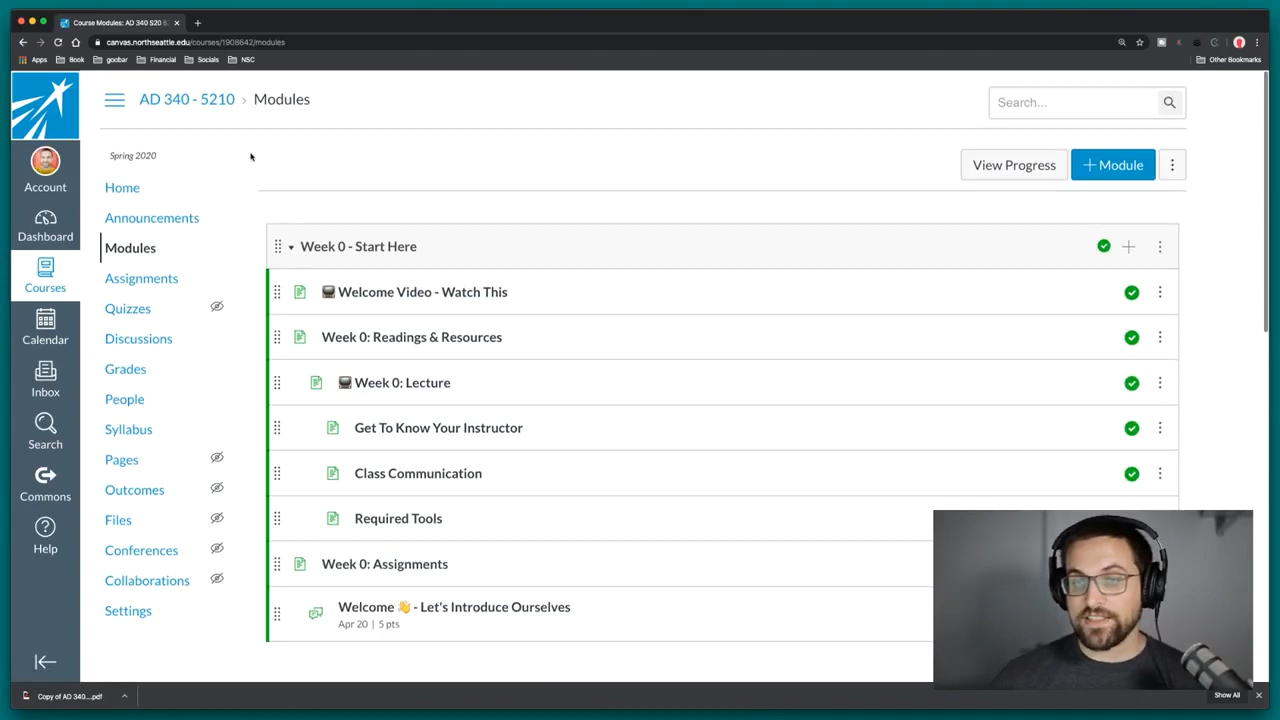 Course Modules: AD 340 S20
canvas.northseattle.edu/courses/1908642/modules
Apps
Book
goobar
Financial
Socials
NSC
Other Bookmarks
AD 340 - 5210 › Modules
Search...
Spring 2020
View Progress
+ Module
Account
Dashboard
Courses
Calendar
Inbox
Search
Commons
Help
Home
Announcements
Modules
Assignments
Quizzes
Discussions
Grades
People
Syllabus
Pages
Outcomes
Files
Conferences
Collaborations
Settings
Week 0 - Start Here
Welcome Video - Watch This
Week 0: Readings & Resources
Week 0: Lecture
Get To Know Your Instructor
Class Communication
Required Tools
Week 0: Assignments
Welcome 👋 - Let's Introduce Ourselves
Apr 20 | 5 pts
Copy of AD 340....pdf
Show All